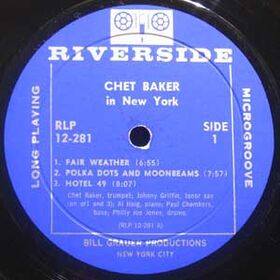 RIVERSIDE
CHET BAKER
in New York
RLP
12-281
SIDE
1
LONG PLAYING
MICROGROOVE
1. FAIR WEATHER (6:55)
2. POLKA DOTS AND MOONBEAMS (7:57)
3. HOTEL 49 (8:07)
Chet Baker, trumpet; Johnny Griffin, tenor sax
(on #1 and 3); Al Haig, piano; Paul Chambers,
bass; Philly Joe Jones, drums.
(RLP 12-281 A)
BILL GRAUER PRODUCTIONS
NEW YORK CITY